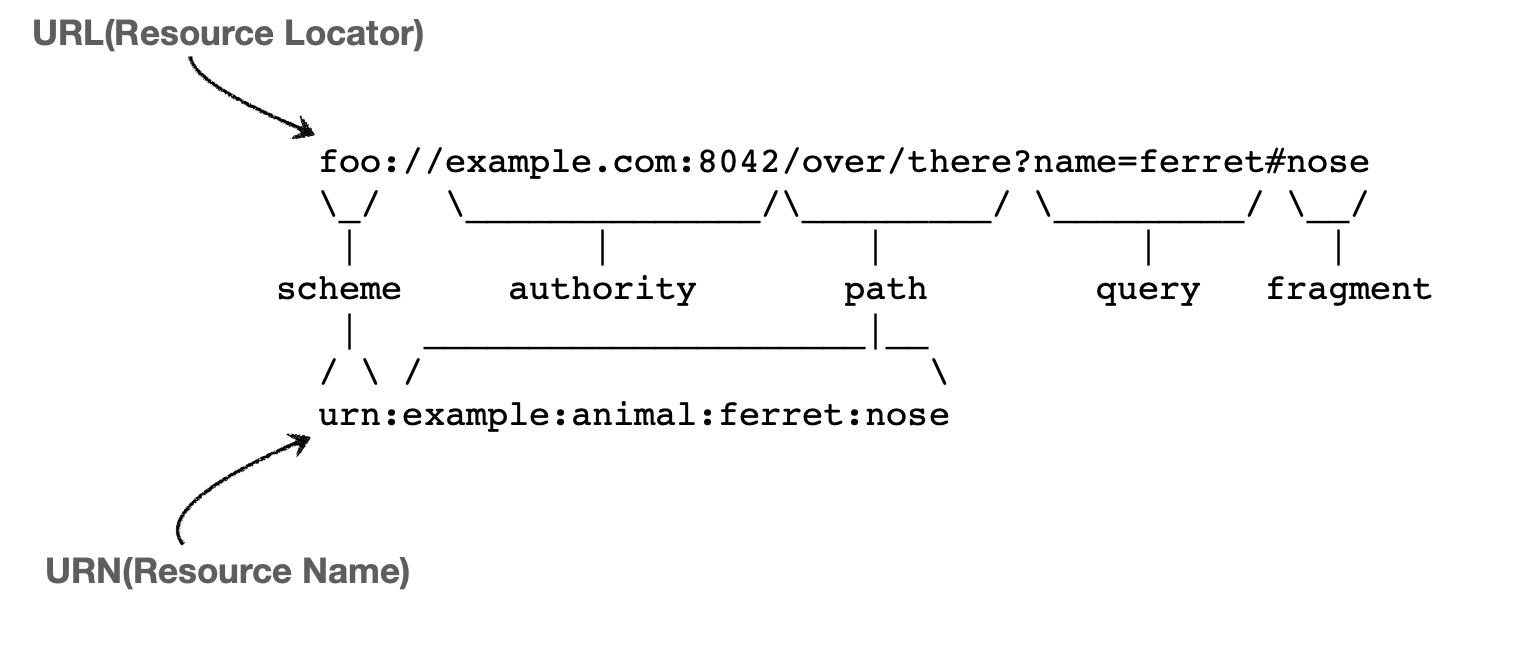 URL(Resource Locator)
foo://example.com:8042/over/there?name=ferret#nose
scheme authority path query fragment
urn:example:animal:ferret:nose
URN(Resource Name)